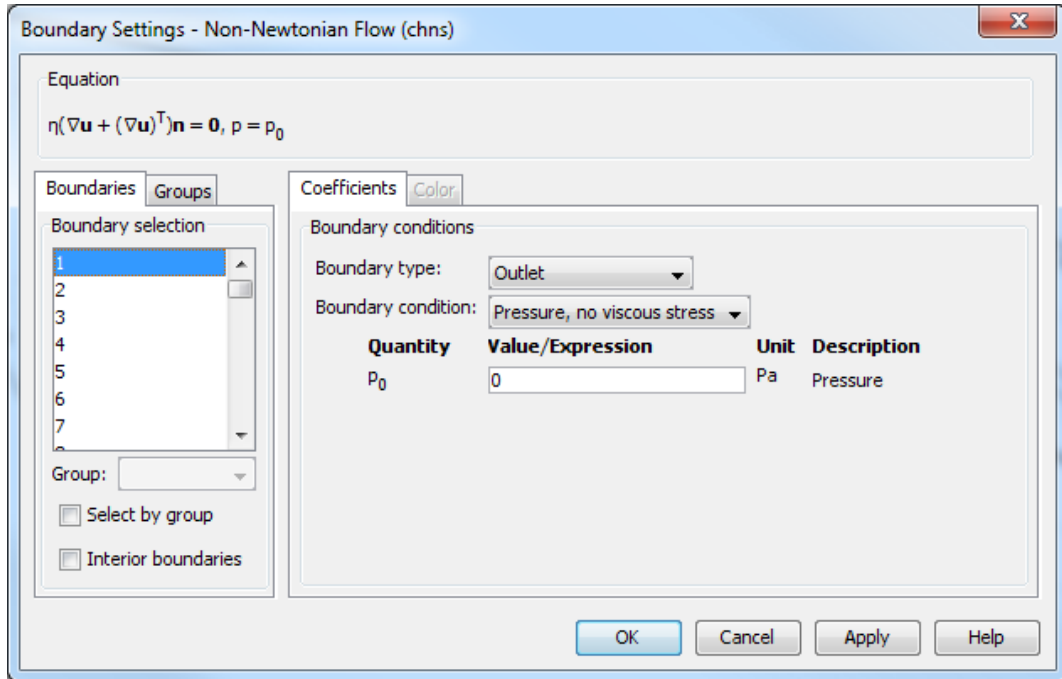 Boundary Settings - Non-Newtonian Flow (chns)
x
Equation
η(∇u + (∇u)ᵀ)n = 0, p = p₀
Boundaries Groups
Coefficients Color
Boundary selection
1
2
3
4
5
6
7
Group:
Select by group
Interior boundaries
Boundary conditions
Boundary type: Outlet
Boundary condition: Pressure, no viscous stress
Quantity Value/Expression Unit Description
p₀ 0 Pa Pressure
OK Cancel Apply Help